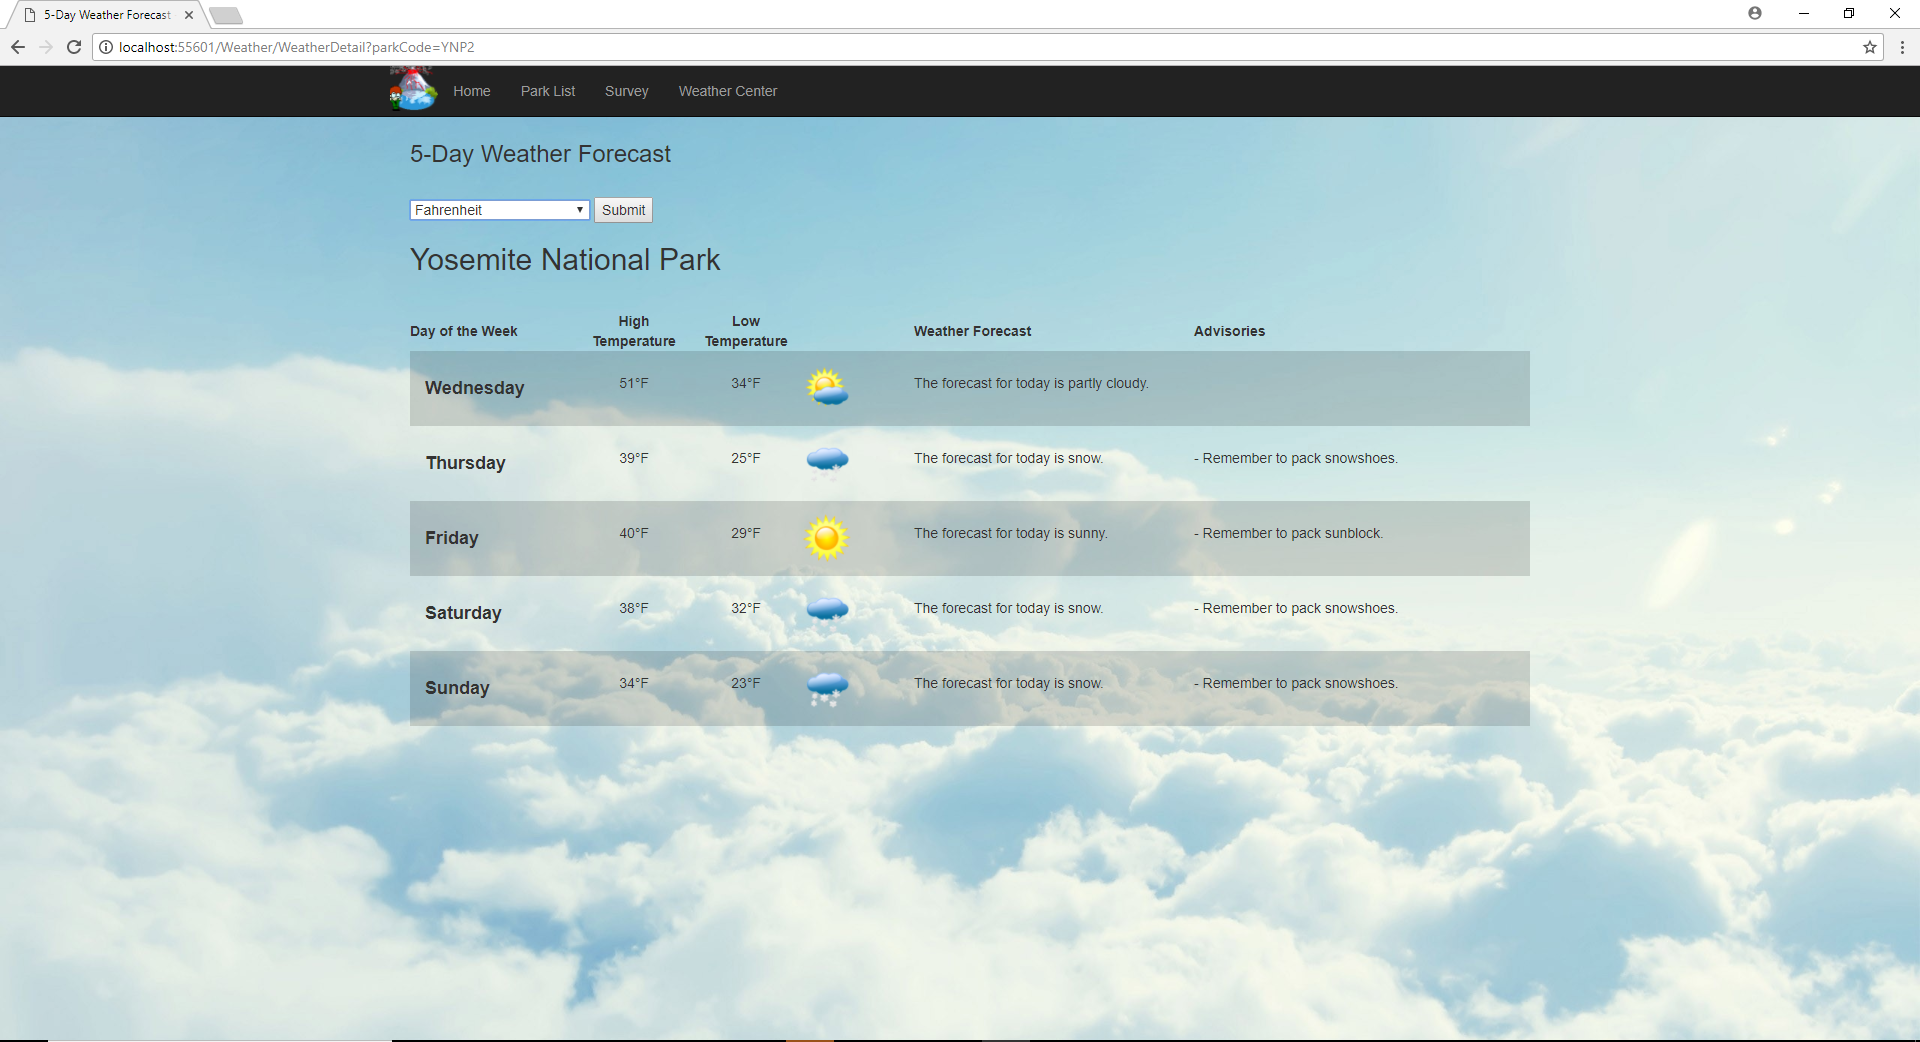 5-Day Weather Forecast
localhost:55601/Weather/WeatherDetail?parkCode=YNP2
Home Park List Survey Weather Center
5-Day Weather Forecast
Fahrenheit Submit
Yosemite National Park
Day of the Week High Temperature Low Temperature Weather Forecast Advisories
Wednesday 51°F 34°F The forecast for today is partly cloudy.
Thursday 39°F 25°F The forecast for today is snow. - Remember to pack snowshoes.
Friday 40°F 29°F The forecast for today is sunny. - Remember to pack sunblock.
Saturday 38°F 32°F The forecast for today is snow. - Remember to pack snowshoes.
Sunday 34°F 23°F The forecast for today is snow. - Remember to pack snowshoes.